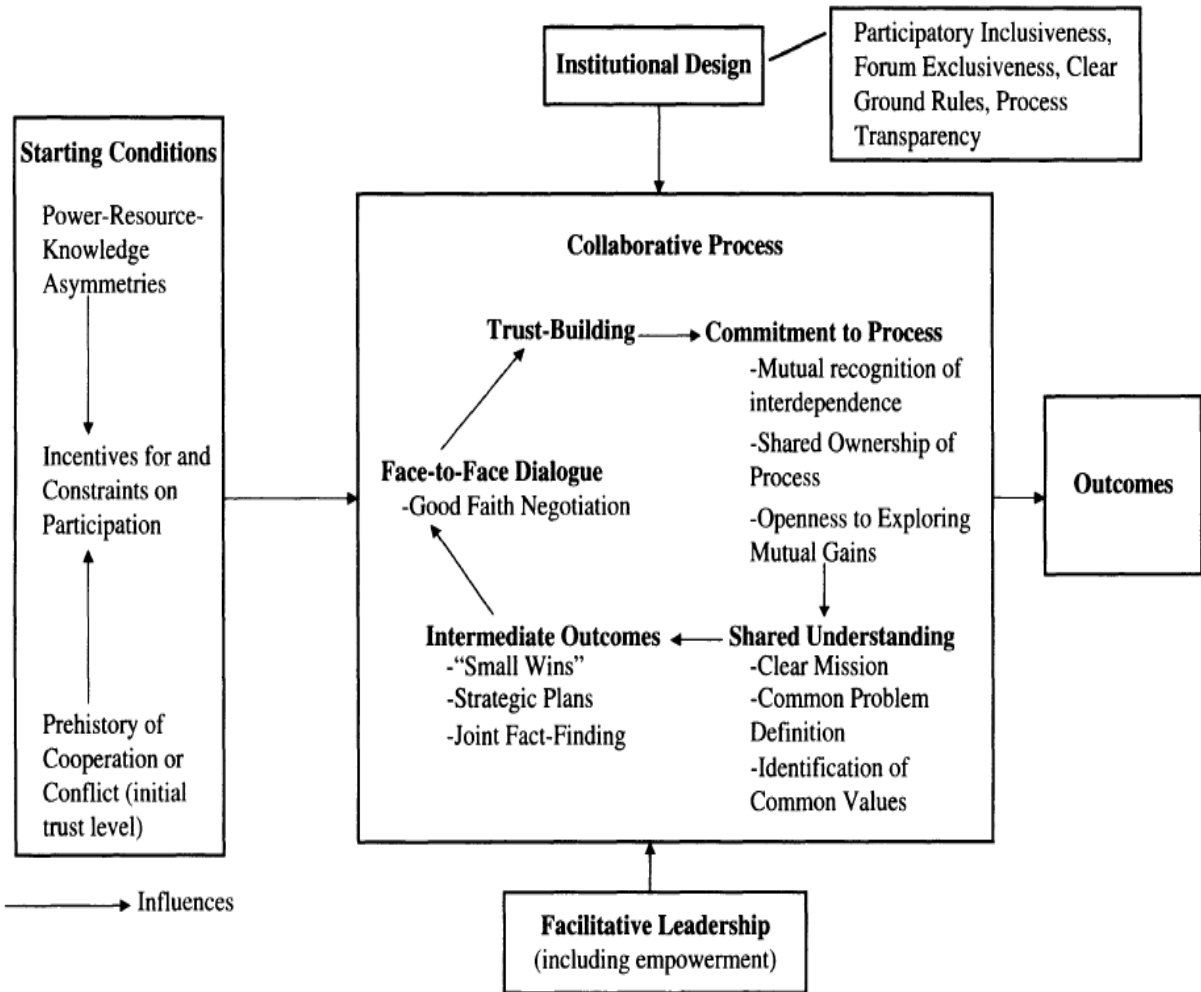 Institutional Design
Participatory Inclusiveness,
Forum Exclusiveness, Clear
Ground Rules, Process
Transparency
Starting Conditions
Power-Resource-
Knowledge
Asymmetries
Incentives for and
Constraints on
Participation
Prehistory of
Cooperation or
Conflict (initial
trust level)
Collaborative Process
Trust-Building
Commitment to Process
-Mutual recognition of
interdependence
-Shared Ownership of
Process
-Openness to Exploring
Mutual Gains
Face-to-Face Dialogue
-Good Faith Negotiation
Intermediate Outcomes
-“Small Wins”
-Strategic Plans
-Joint Fact-Finding
Shared Understanding
-Clear Mission
-Common Problem
Definition
-Identification of
Common Values
Outcomes
Influences
Facilitative Leadership
(including empowerment)